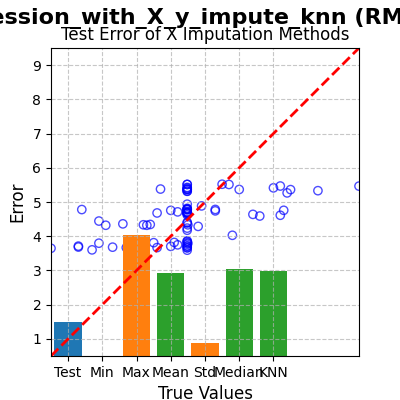 ession_with_X_y_impute_knn (RM
Test Error of X Imputation Methods
9
8
7
6
5
4
3
2
1
Error
Test Min Max Mean Std Median KNN
True Values